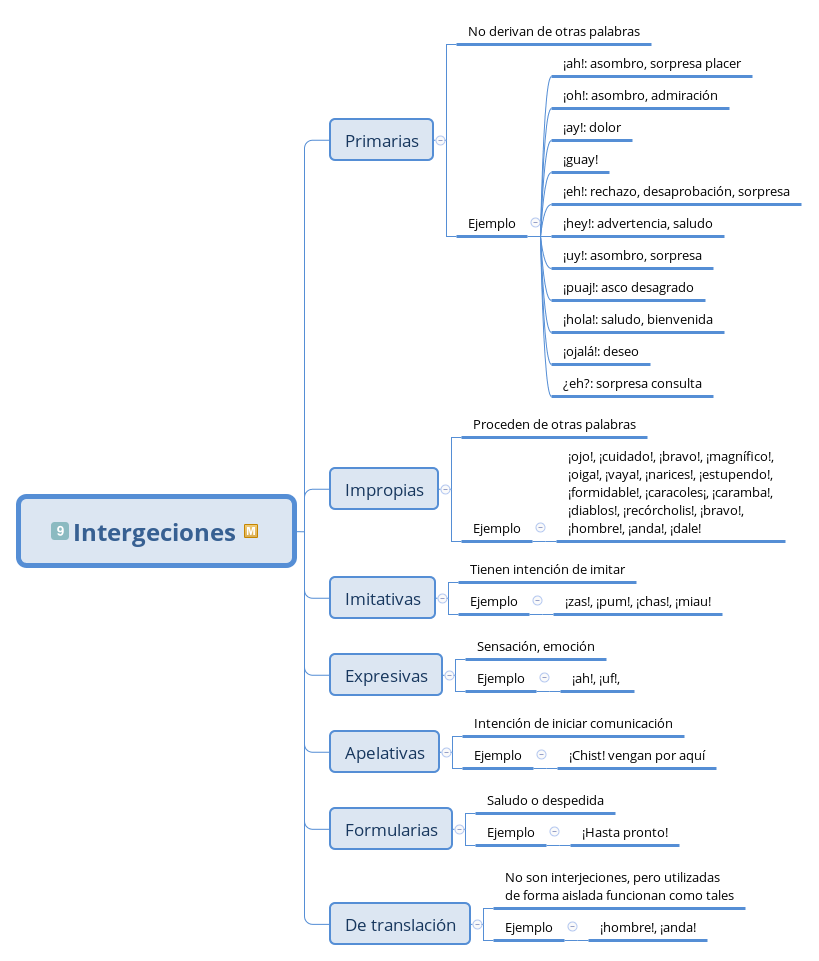 9 Intergeciones M
Primarias
No derivan de otras palabras
Ejemplo
¡ah!: asombro, sorpresa placer
¡oh!: asombro, admiración
¡ay!: dolor
¡guay!
¡eh!: rechazo, desaprobación, sorpresa
¡hey!: advertencia, saludo
¡uy!: asombro, sorpresa
¡puaj!: asco desagrado
¡hola!: saludo, bienvenida
¡ojalá!: deseo
¿eh?: sorpresa consulta
Impropias
Proceden de otras palabras
Ejemplo
¡ojo!, ¡cuidado!, ¡bravo!, ¡magnífico!,
¡oiga!, ¡vaya!, ¡narices!, ¡estupendo!,
¡formidable!, ¡caracoles¡, ¡caramba!,
¡diablos!, ¡recórcholis!, ¡bravo!,
¡hombre!, ¡anda!, ¡dale!
Imitativas
Tienen intención de imitar
Ejemplo
¡zas!, ¡pum!, ¡chas!, ¡miau!
Expresivas
Sensación, emoción
Ejemplo
¡ah!, ¡uf!,
Apelativas
Intención de iniciar comunicación
Ejemplo
¡Chist! vengan por aquí
Formularias
Saludo o despedida
Ejemplo
¡Hasta pronto!
De translación
No son interjeciones, pero utilizadas
de forma aislada funcionan como tales
Ejemplo
¡hombre!, ¡anda!